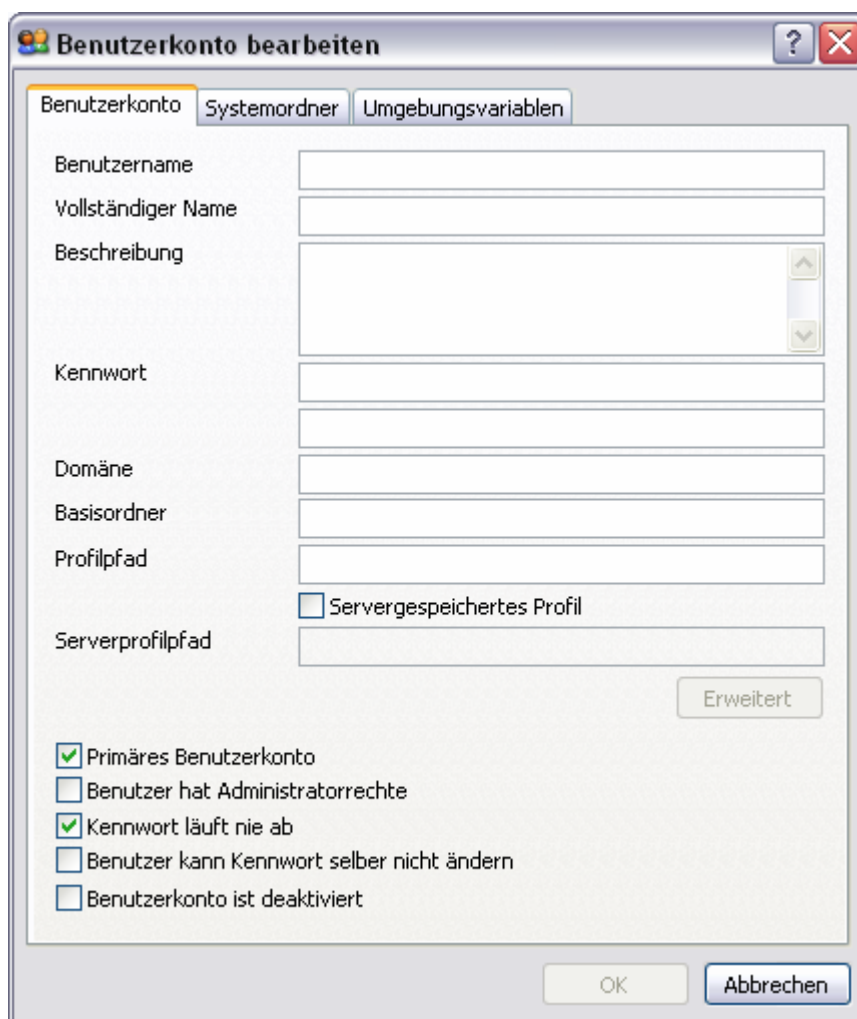 Benutzerkonto bearbeiten
Benutzerkonto Systemordner Umgebungsvariablen
Benutzername
Vollständiger Name
Beschreibung
Kennwort
Domäne
Basisordner
Profilpfad
Servergespeichertes Profil
Serverprofilpfad
Erweitert
Primäres Benutzerkonto
Benutzer hat Administratorrechte
Kennwort läuft nie ab
Benutzer kann Kennwort selber nicht ändern
Benutzerkonto ist deaktiviert
OK Abbrechen